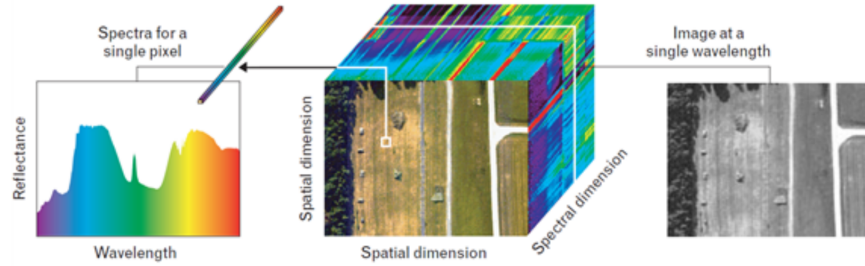 Spectra for a
single pixel
Image at a
single wavelength
Reflectance
Wavelength
Spatial dimension
Spatial dimension
Spectral dimension